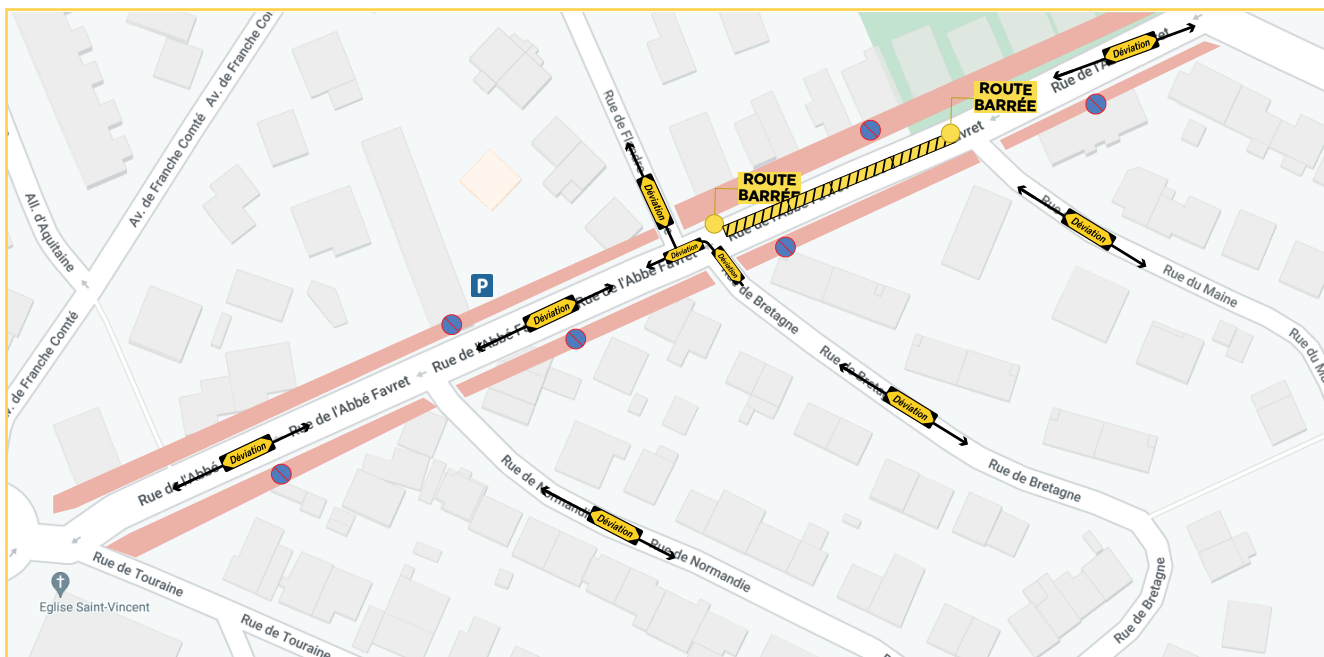 Av. de Franche Comté
Av. de Franche Comté
Av. de Franche Comté
All. d'Aquitaine
Rue de Flandre
Déviation
ROUTE
BARRÉE
ROUTE
BARRÉE
Déviation
Rue de l'Abbé Favret
Déviation
Rue du Maine
Rue du
Déviation
Déviation
Rue de l'Abbé Favret
Rue de Bretagne
P
Déviation
Rue de l'Abbé
Rue de Bretagne
Déviation
Rue de l'Abbé Favret
Déviation
Rue de l'Abbé
Rue de Bretagne
Rue de Normandie
Déviation
Rue de Normandie
Rue de Bretagne
Rue de Touraine
Eglise Saint-Vincent
Rue de Touraine